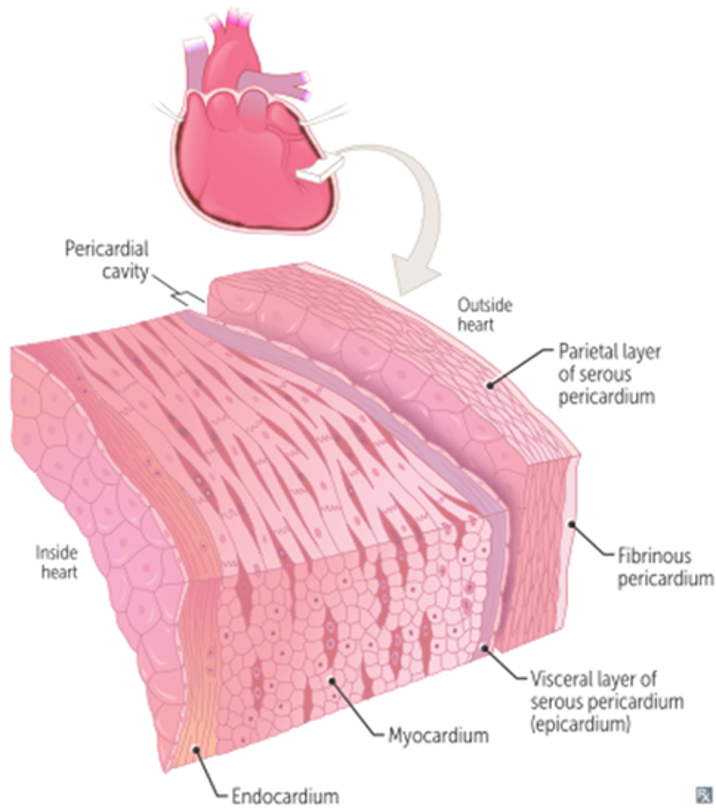 Pericardial
cavity
Outside
heart
Parietal layer
of serous
pericardium
Inside
heart
Fibrinous
pericardium
Visceral layer of
serous pericardium
(epicardium)
Myocardium
Endocardium
Rx